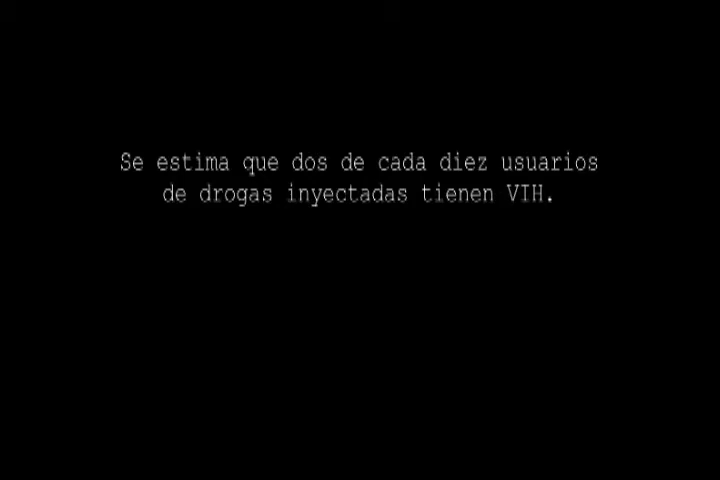 Se estima que dos de cada diez usuarios
de drogas inyectadas tienen VIH.